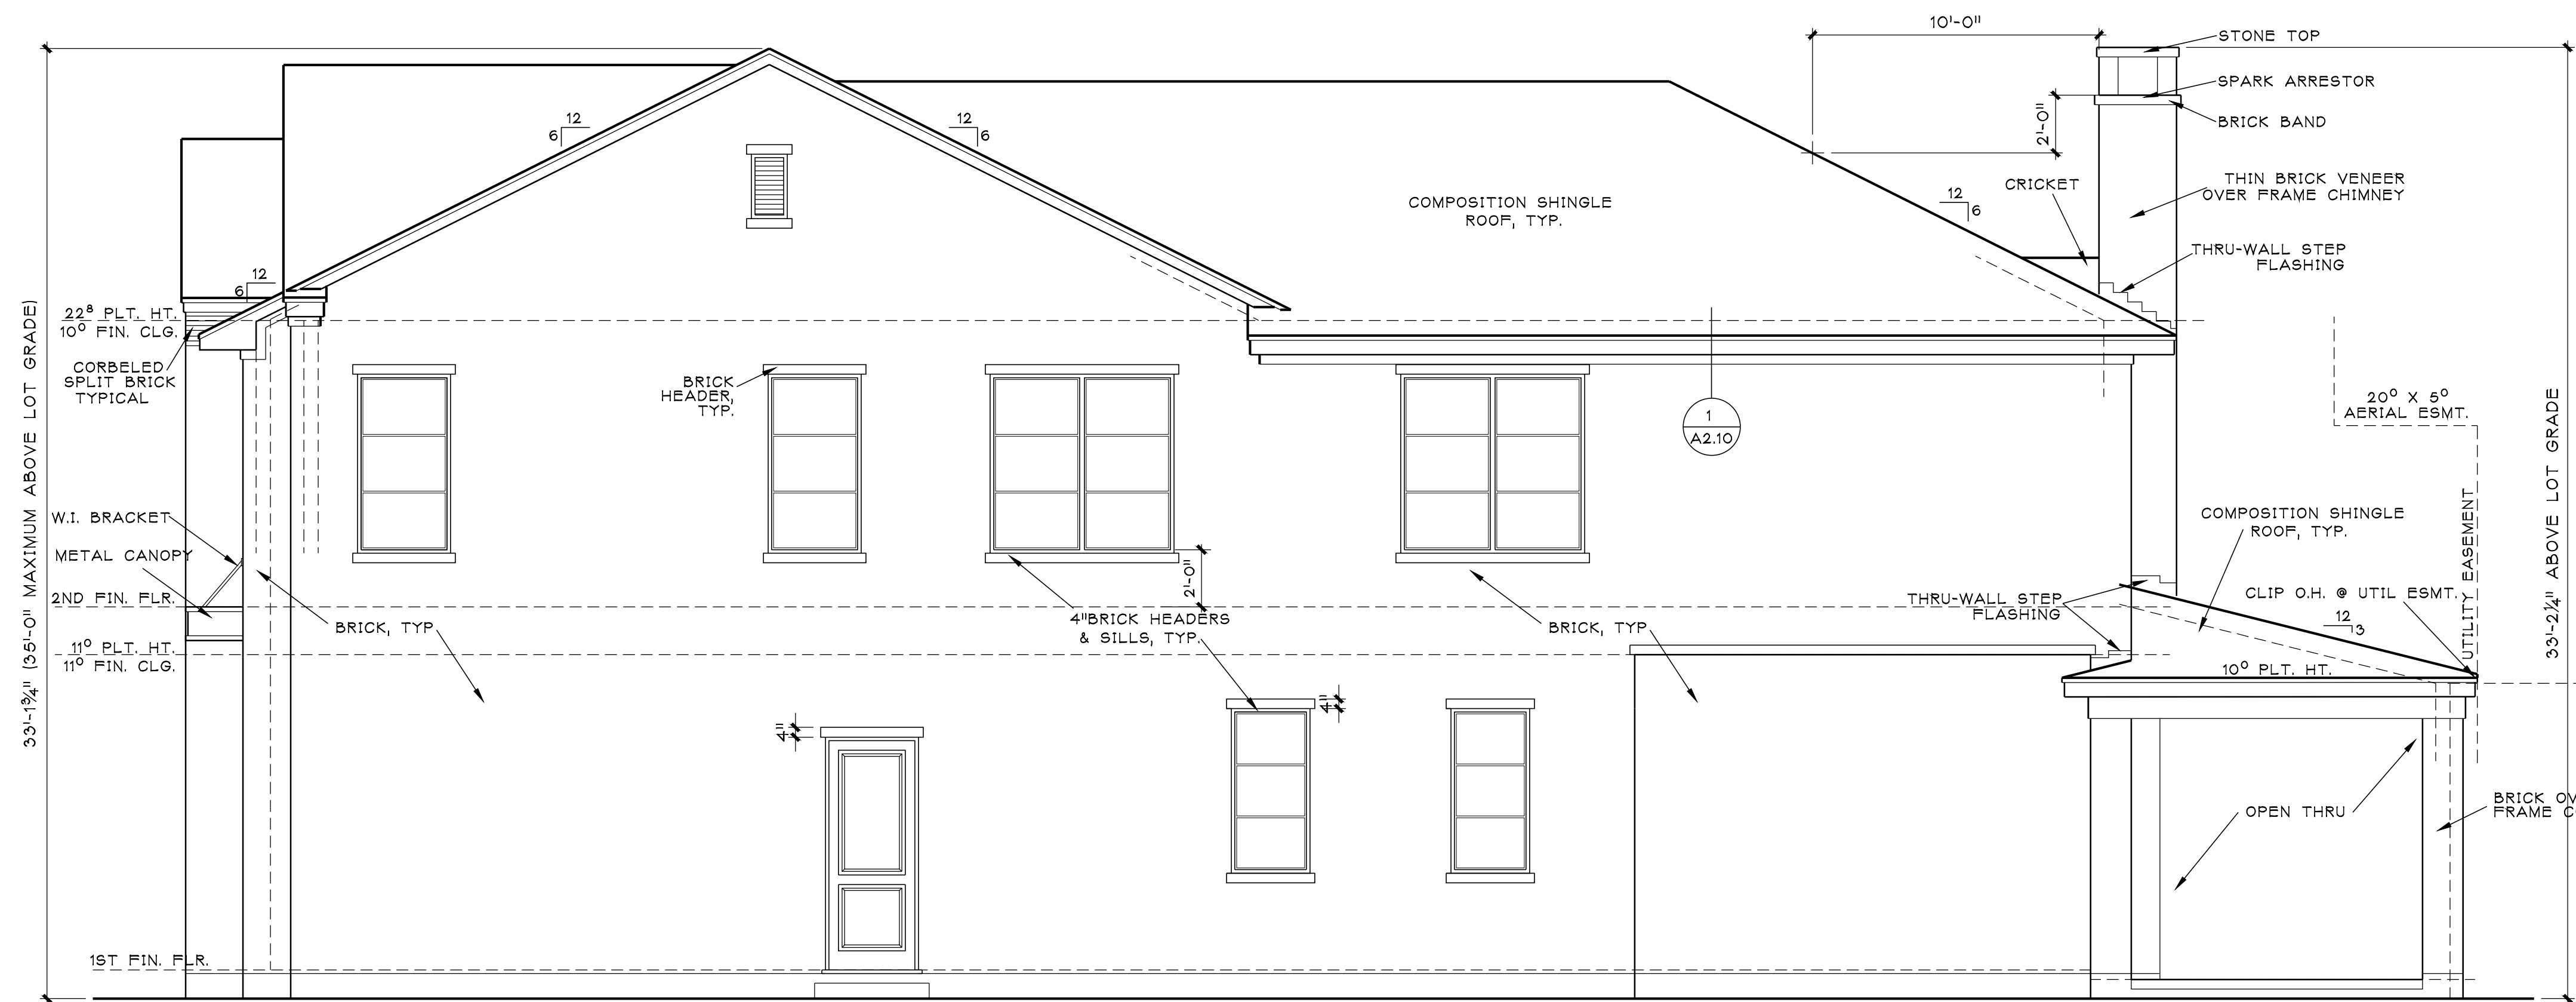 10'-0"
STONE TOP
SPARK ARRESTOR
BRICK BAND
2'-0"
12
6
12
6
THIN BRICK VENEER
OVER FRAME CHIMNEY
CRICKET
12
6
COMPOSITION SHINGLE
ROOF, TYP.
THRU-WALL STEP
FLASHING
12
6
22⁸ PLT. HT.
10⁰ FIN. CLG.
CORBELED
SPLIT BRICK
TYPICAL
33'-1¾" (35'-0" MAXIMUM ABOVE LOT GRADE)
BRICK
HEADER,
TYP.
1
A2.10
20⁰ X 5⁰
AERIAL ESMT.
33'-2¼" ABOVE LOT GRADE
W.I. BRACKET
METAL CANOPY
COMPOSITION SHINGLE
ROOF, TYP.
UTILITY EASEMENT
2'-0"
2ND FIN. FLR.
THRU-WALL STEP
FLASHING
CLIP O.H. @ UTIL ESMT.
12
3
BRICK, TYP
4"BRICK HEADERS
& SILLS, TYP.
BRICK, TYP
11⁰ PLT. HT.
11⁰ FIN. CLG.
10⁰ PLT. HT.
4"
4"
OPEN THRU
BRICK OV
FRAME C
1ST FIN. FLR.